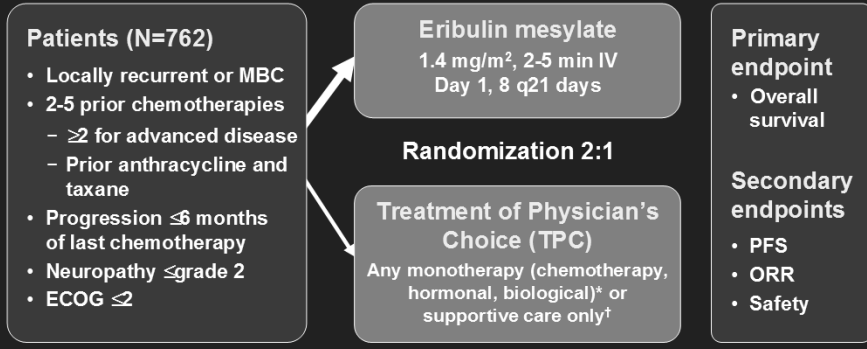 Patients (N=762)
• Locally recurrent or MBC
• 2-5 prior chemotherapies
– ≥2 for advanced disease
– Prior anthracycline and
taxane
• Progression ≤6 months
of last chemotherapy
• Neuropathy ≤grade 2
• ECOG ≤2
Eribulin mesylate
1.4 mg/m², 2-5 min IV
Day 1, 8 q21 days
Randomization 2:1
Treatment of Physician's
Choice (TPC)
Any monotherapy (chemotherapy,
hormonal, biological)* or
supportive care only†
Primary
endpoint
• Overall
survival
Secondary
endpoints
• PFS
• ORR
• Safety